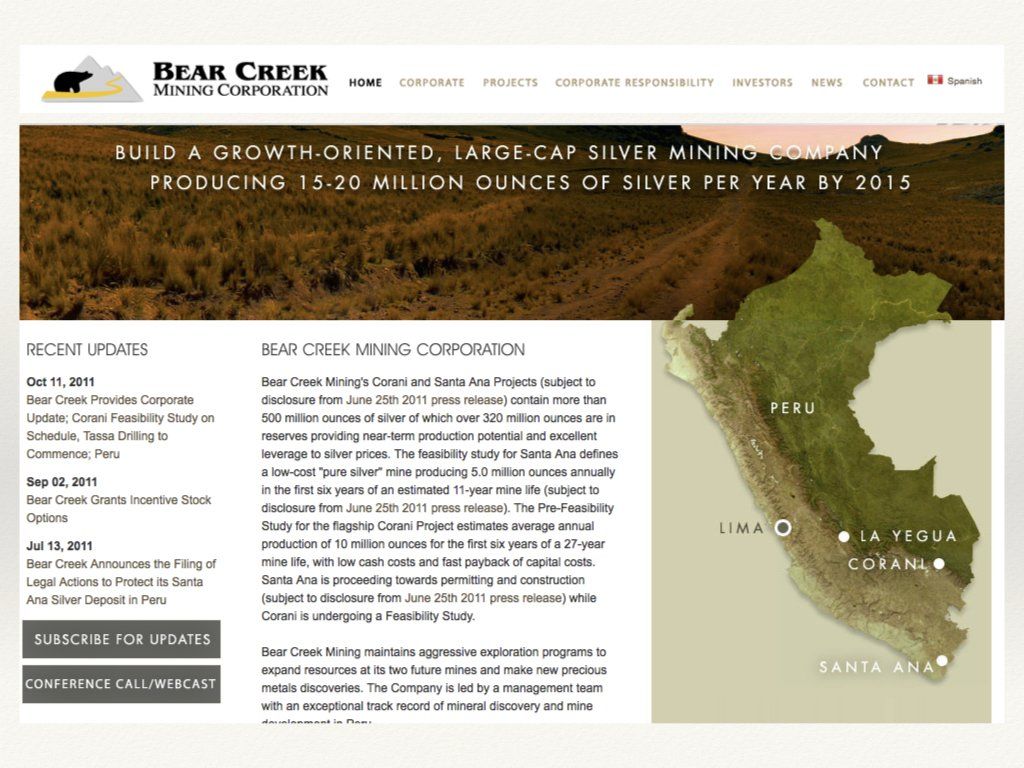 BEAR CREEK
MINING CORPORATION
HOME CORPORATE PROJECTS CORPORATE RESPONSIBILITY INVESTORS NEWS CONTACT Spanish
BUILD A GROWTH-ORIENTED, LARGE-CAP SILVER MINING COMPANY
PRODUCING 15-20 MILLION OUNCES OF SILVER PER YEAR BY 2015
RECENT UPDATES
Oct 11, 2011
Bear Creek Provides Corporate
Update; Corani Feasibility Study on
Schedule, Tassa Drilling to
Commence; Peru
Sep 02, 2011
Bear Creek Grants Incentive Stock
Options
Jul 13, 2011
Bear Creek Announces the Filing of
Legal Actions to Protect its Santa
Ana Silver Deposit in Peru
SUBSCRIBE FOR UPDATES
CONFERENCE CALL/WEBCAST
BEAR CREEK MINING CORPORATION
Bear Creek Mining's Corani and Santa Ana Projects (subject to
disclosure from June 25th 2011 press release) contain more than
500 million ounces of silver of which over 320 million ounces are in
reserves providing near-term production potential and excellent
leverage to silver prices. The feasibility study for Santa Ana defines
a low-cost "pure silver" mine producing 5.0 million ounces annually
in the first six years of an estimated 11-year mine life (subject to
disclosure from June 25th 2011 press release). The Pre-Feasibility
Study for the flagship Corani Project estimates average annual
production of 10 million ounces for the first six years of a 27-year
mine life, with low cash costs and fast payback of capital costs.
Santa Ana is proceeding towards permitting and construction
(subject to disclosure from June 25th 2011 press release) while
Corani is undergoing a Feasibility Study.
Bear Creek Mining maintains aggressive exploration programs to
expand resources at its two future mines and make new precious
metals discoveries. The Company is led by a management team
with an exceptional track record of mineral discovery and mine
development in Peru.
PERU
LIMA
LA YEGUA
CORANI
SANTA ANA